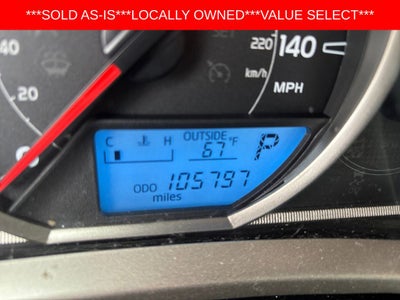 ***SOLD AS-IS***LOCALLY OWNED***VALUE SELECT***
40
20
220
140
km/h
MPH
OUTSIDE
C H 67°F P
ODO 105797
miles